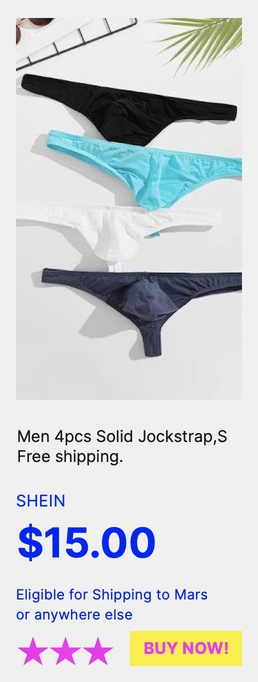 Men 4pcs Solid Jockstrap,S
Free shipping.
SHEIN
$15.00
Eligible for Shipping to Mars
or anywhere else
BUY NOW!